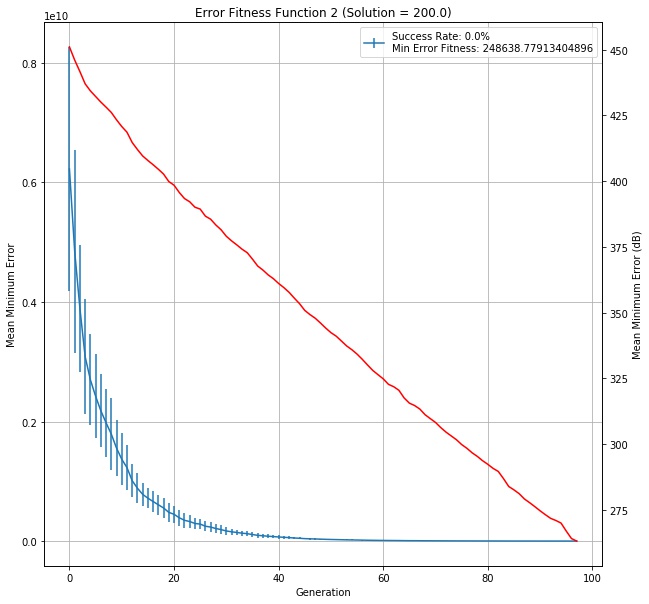 Error Fitness Function 2 (Solution = 200.0)
1e10
Success Rate: 0.0%
Min Error Fitness: 248638.77913404896
0.8
0.6
0.4
0.2
0.0
Mean Minimum Error
450
425
400
375
350
325
300
275
Mean Minimum Error (dB)
0 20 40 60 80 100
Generation